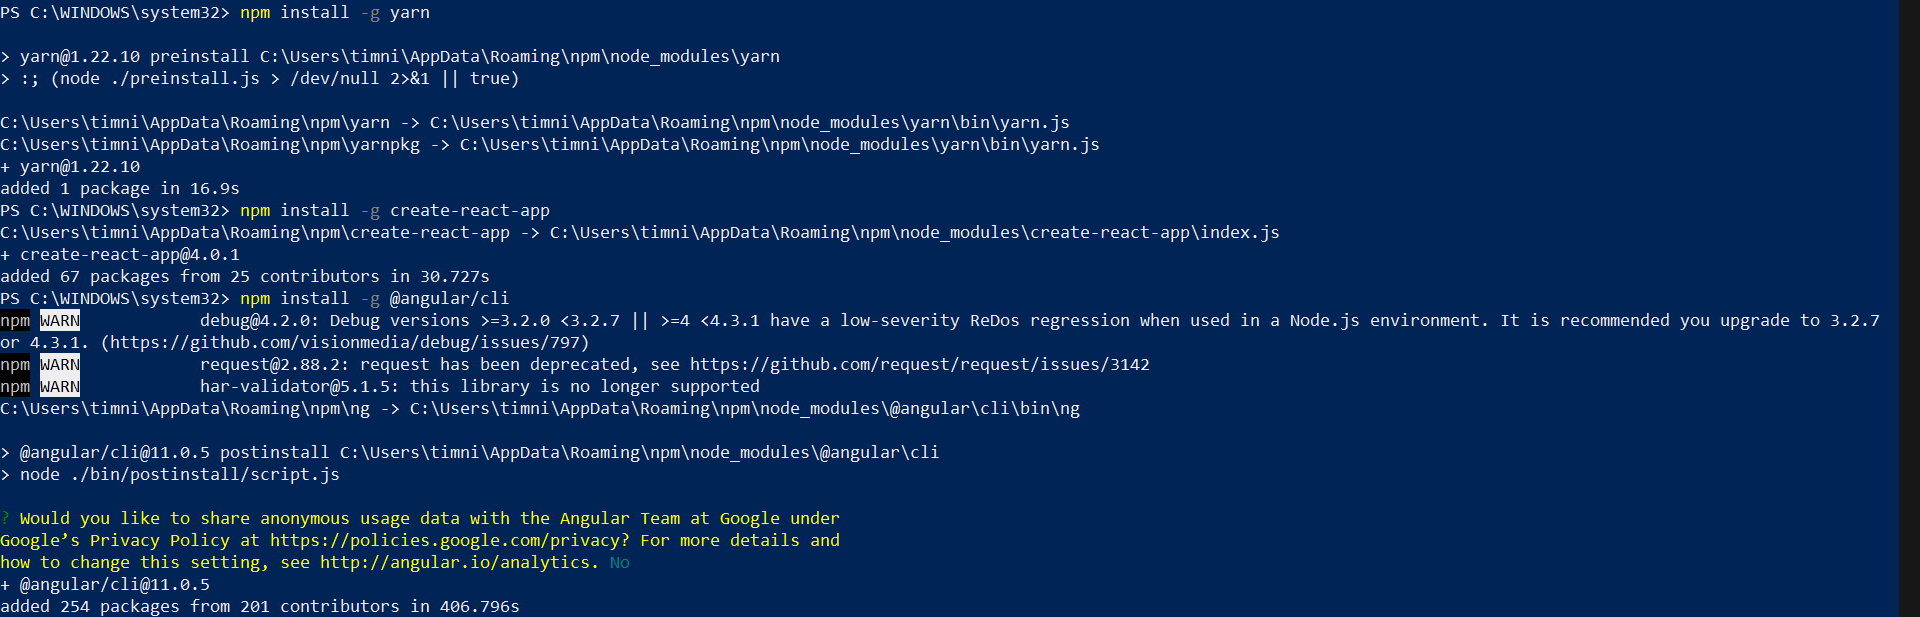 PS C:\WINDOWS\system32> npm install -g yarn
> yarn@1.22.10 preinstall C:\Users\timni\AppData\Roaming\npm\node_modules\yarn
> :; (node ./preinstall.js > /dev/null 2>&1 || true)
C:\Users\timni\AppData\Roaming\npm\yarn -> C:\Users\timni\AppData\Roaming\npm\node_modules\yarn\bin\yarn.js
C:\Users\timni\AppData\Roaming\npm\yarnpkg -> C:\Users\timni\AppData\Roaming\npm\node_modules\yarn\bin\yarn.js
+ yarn@1.22.10
added 1 package in 16.9s
PS C:\WINDOWS\system32> npm install -g create-react-app
C:\Users\timni\AppData\Roaming\npm\create-react-app -> C:\Users\timni\AppData\Roaming\npm\node_modules\create-react-app\index.js
+ create-react-app@4.0.1
added 67 packages from 25 contributors in 30.727s
PS C:\WINDOWS\system32> npm install -g @angular/cli
npm WARN debug@4.2.0: Debug versions >=3.2.0 <3.2.7 || >=4 <4.3.1 have a low-severity ReDos regression when used in a Node.js environment. It is recommended you upgrade to 3.2.7
or 4.3.1. (https://github.com/visionmedia/debug/issues/797)
npm WARN request@2.88.2: request has been deprecated, see https://github.com/request/request/issues/3142
npm WARN har-validator@5.1.5: this library is no longer supported
C:\Users\timni\AppData\Roaming\npm\ng -> C:\Users\timni\AppData\Roaming\npm\node_modules\@angular\cli\bin\ng
> @angular/cli@11.0.5 postinstall C:\Users\timni\AppData\Roaming\npm\node_modules\@angular\cli
> node ./bin/postinstall/script.js
? Would you like to share anonymous usage data with the Angular Team at Google under
Google’s Privacy Policy at https://policies.google.com/privacy? For more details and
how to change this setting, see http://angular.io/analytics. No
+ @angular/cli@11.0.5
added 254 packages from 201 contributors in 406.796s